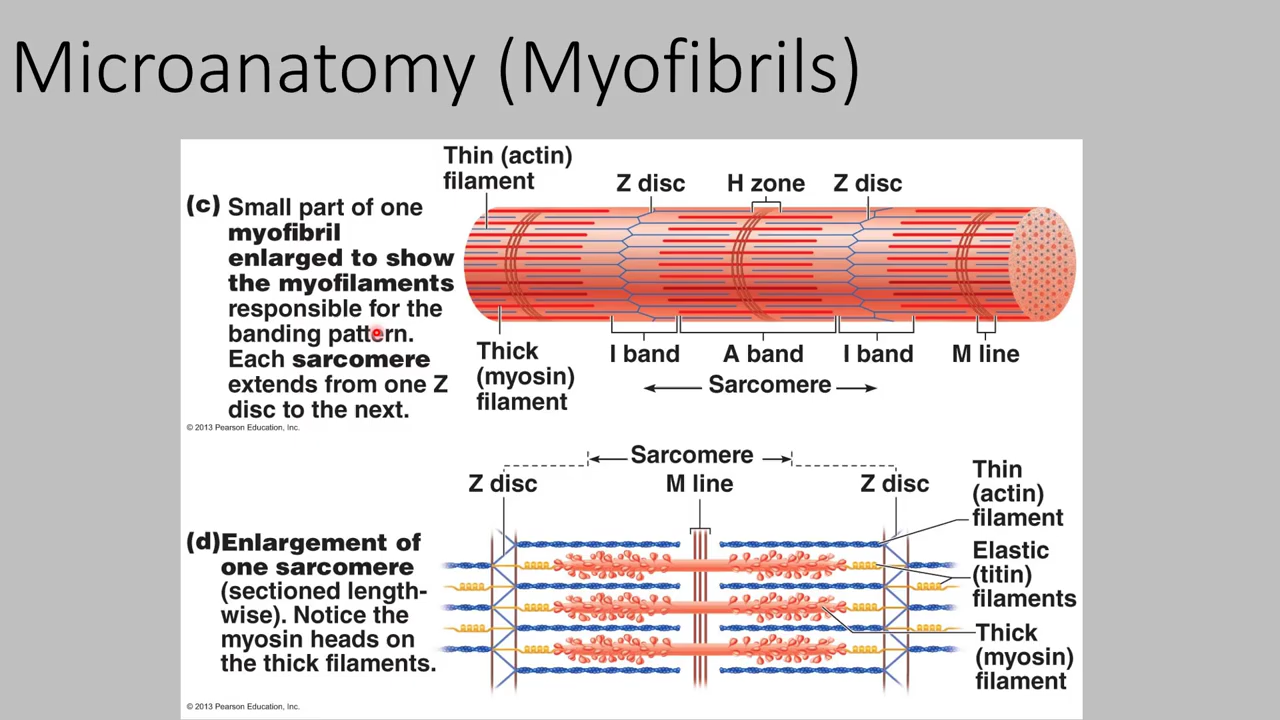 Microanatomy (Myofibrils)
(c) Small part of one
myofibril
enlarged to show
the myofilaments
responsible for the
banding pattern.
Each sarcomere
extends from one Z
disc to the next.
© 2013 Pearson Education, Inc.
Thin (actin)
filament
Z disc
H zone
Z disc
Thick
(myosin)
filament
I band
A band
I band
M line
Sarcomere
Sarcomere
Z disc
M line
Z disc
(d)Enlargement of
one sarcomere
(sectioned length-
wise). Notice the
myosin heads on
the thick filaments.
Thin
(actin)
filament
Elastic
(titin)
filaments
Thick
(myosin)
filament
© 2013 Pearson Education, Inc.